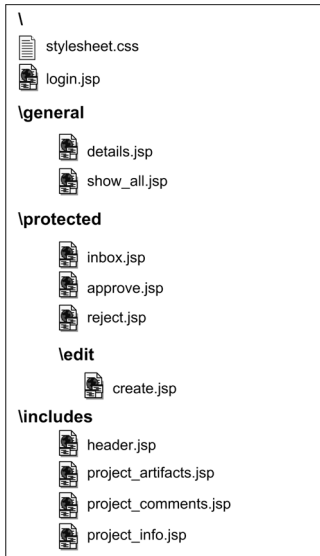 \
stylesheet.css
login.jsp
\general
details.jsp
show_all.jsp
\protected
inbox.jsp
approve.jsp
reject.jsp
\edit
create.jsp
\includes
header.jsp
project_artifacts.jsp
project_comments.jsp
project_info.jsp